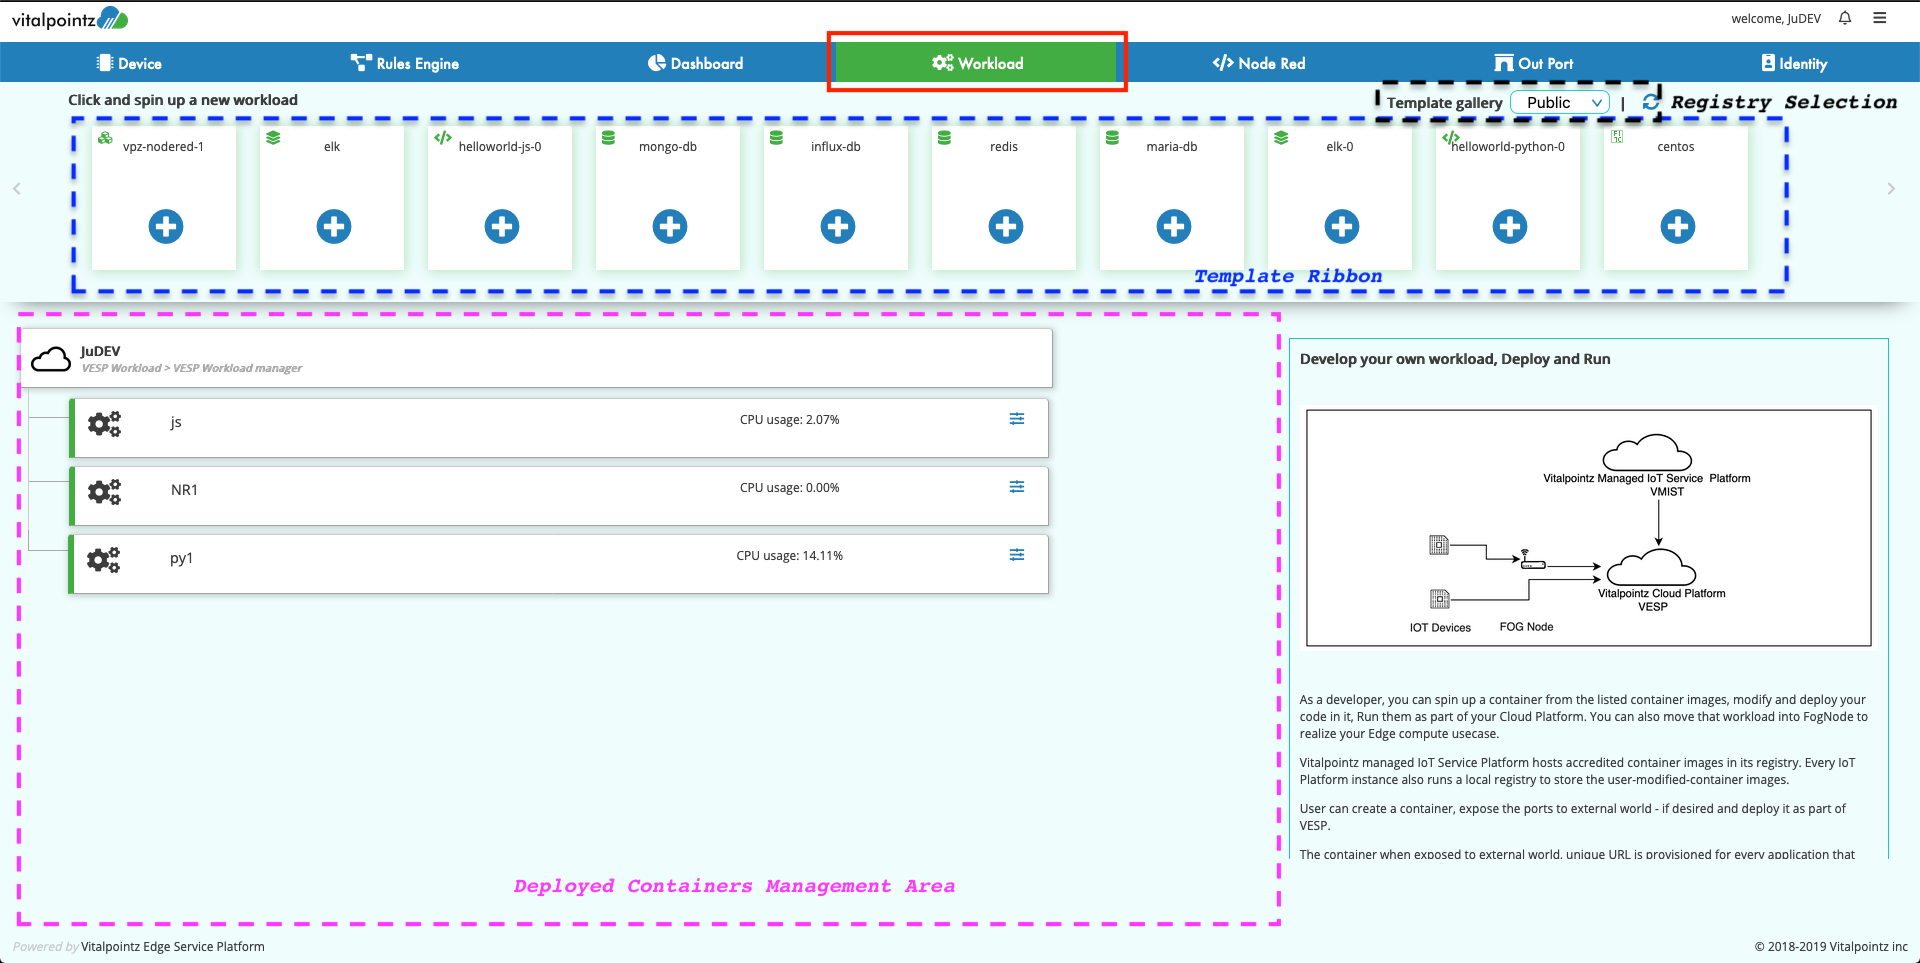 vitalpointz
welcome, JuDEV
Device
Rules Engine
Dashboard
Workload
Node Red
Out Port
Identity
Click and spin up a new workload
Template gallery
Public
|
Registry Selection
vpz-nodered-1
elk
helloworld-js-0
mongo-db
influx-db
redis
maria-db
elk-0
helloworld-python-0
centos
Template Ribbon
JuDEV
VESP Workload > VESP Workload manager
js
CPU usage: 2.07%
NR1
CPU usage: 0.00%
py1
CPU usage: 14.11%
Deployed Containers Management Area
Develop your own workload, Deploy and Run
Vitalpointz Managed IoT Service Platform
VMIST
Vitalpointz Cloud Platform
VESP
IOT Devices
FOG Node
As a developer, you can spin up a container from the listed container images, modify and deploy your
code in it, Run them as part of your Cloud Platform. You can also move that workload into FogNode to
realize your Edge compute usecase.
Vitalpointz managed IoT Service Platform hosts accredited container images in its registry. Every IoT
Platform instance also runs a local registry to store the user-modified-container images.
User can create a container, expose the ports to external world - if desired and deploy it as part of
VESP.
The container when exposed to external world, unique URL is provisioned for every application that
Powered by Vitalpointz Edge Service Platform
© 2018-2019 Vitalpointz inc